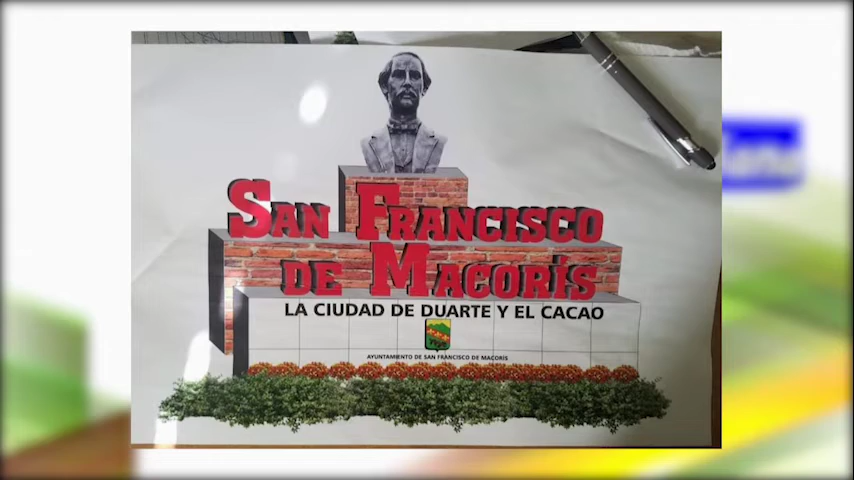 SAN FRANCISCO
DE MACORÍS
LA CIUDAD DE DUARTE Y EL CACAO
AYUNTAMIENTO DE SAN FRANCISCO DE MACORÍS